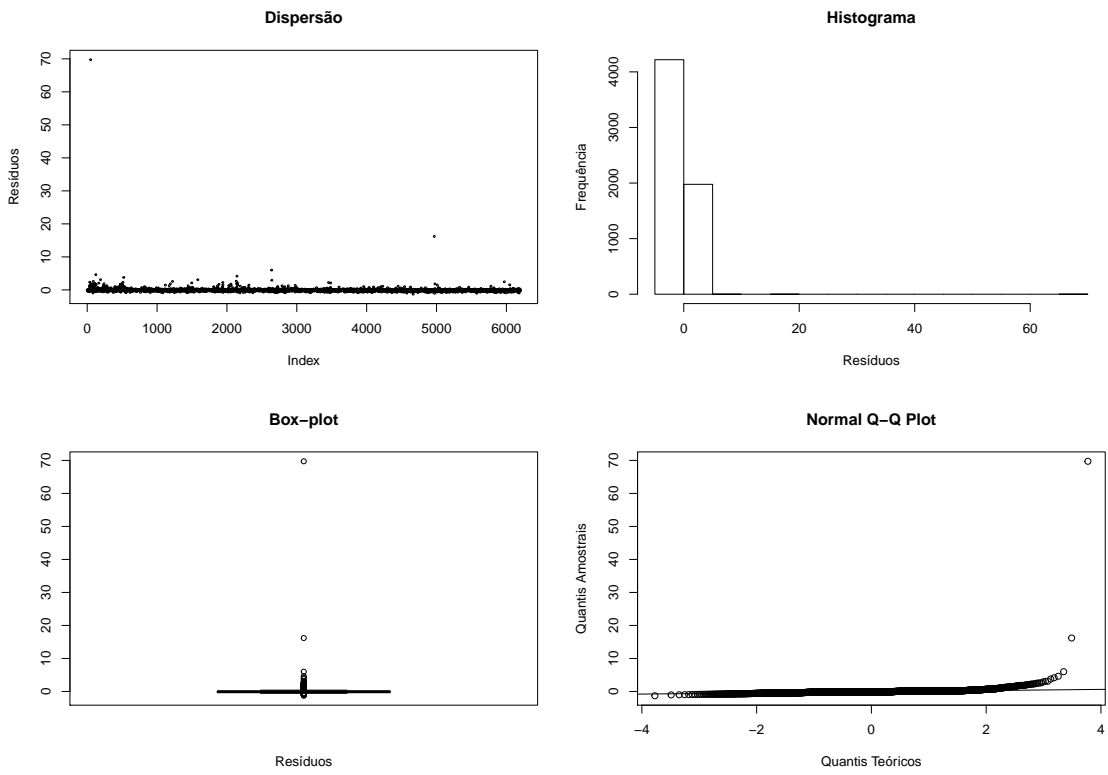 Dispersão
Resíduos
0 10 20 30 40 50 60 70
0 1000 2000 3000 4000 5000 6000
Index
Histograma
Frequência
0 1000 2000 3000 4000
0 20 40 60
Resíduos
Box−plot
0 10 20 30 40 50 60 70
Resíduos
Normal Q−Q Plot
Quantis Amostrais
0 10 20 30 40 50 60 70
−4 −2 0 2 4
Quantis Teóricos